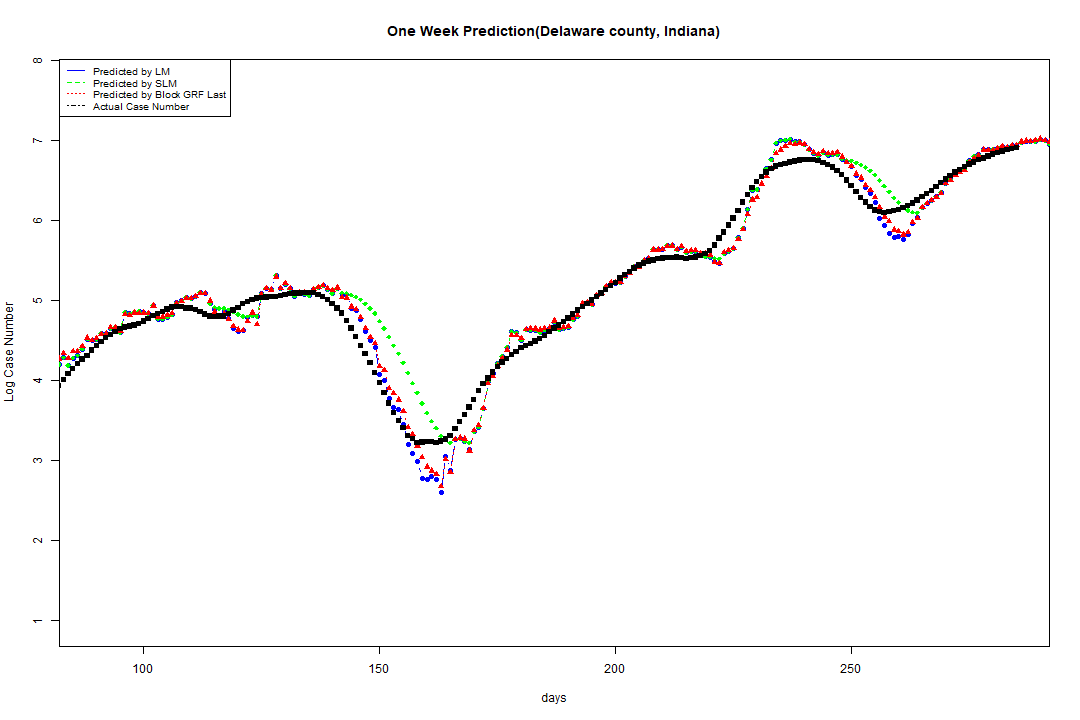 One Week Prediction(Delaware county, Indiana)
Predicted by LM
Predicted by SLM
Predicted by Block GRF Last
Actual Case Number
Log Case Number
8
7
6
5
4
3
2
1
100 150 200 250
days